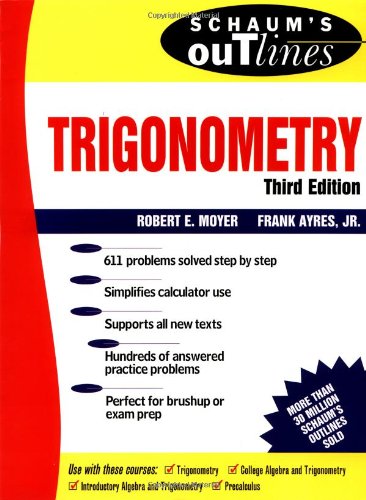 SCHAUM'S
OUTlines
TRIGONOMETRY
Third Edition
ROBERT E. MOYER FRANK AYRES, JR.
611 problems solved step by step
Simplifies calculator use
Supports all new texts
Hundreds of answered
practice problems
Perfect for brushup or
exam prep
MORE THAN
30 MILLION
SCHAUM'S
OUTLINES
SOLD
Use with these courses: Trigonometry College Algebra and Trigonometry
Introductory Algebra and Trigonometry Precalculus